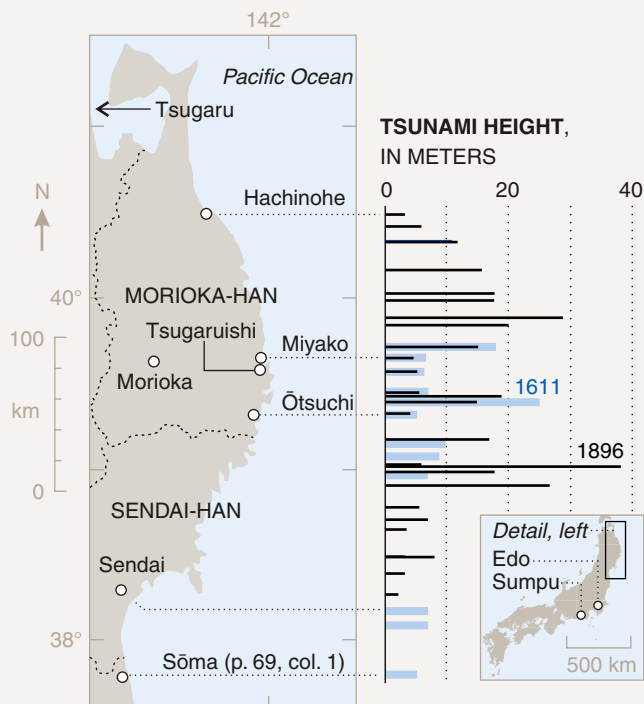 142°
Pacific Ocean
Tsugaru
TSUNAMI HEIGHT,
IN METERS
0 20 40
N
Hachinohe
40°
MORIOKA-HAN
100
km
0
Tsugaruishi
Miyako
Morioka
Ōtsuchi
1611
1896
SENDAI-HAN
Sendai
38°
Sōma (p. 69, col. 1)
Detail, left
Edo
Sumpu
500 km